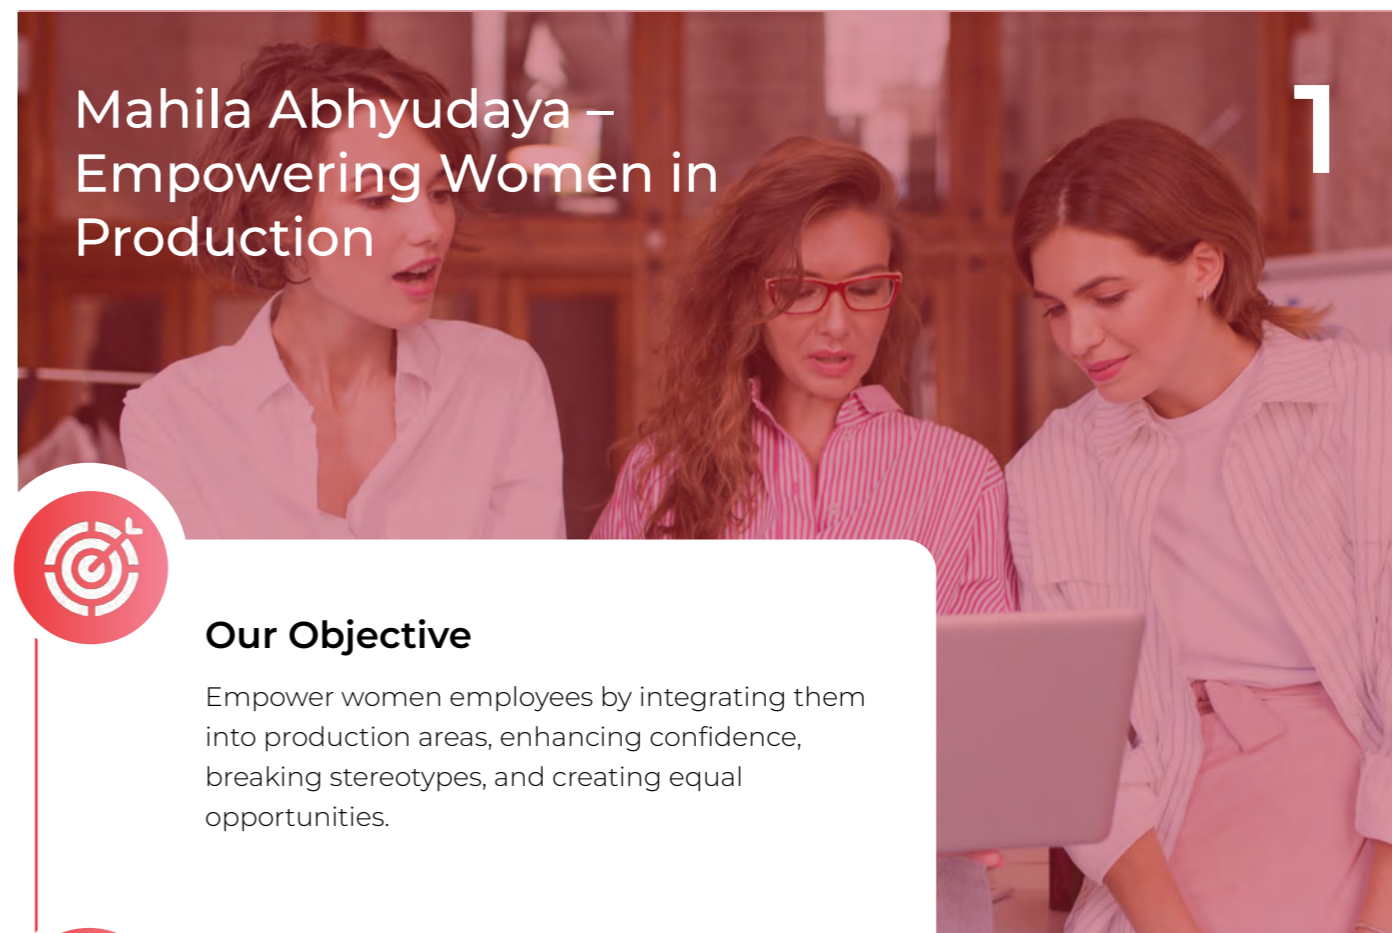 Mahila Abhyudaya –
Empowering Women in
Production
1
Our Objective
Empower women employees by integrating them
into production areas, enhancing confidence,
breaking stereotypes, and creating equal
opportunities.